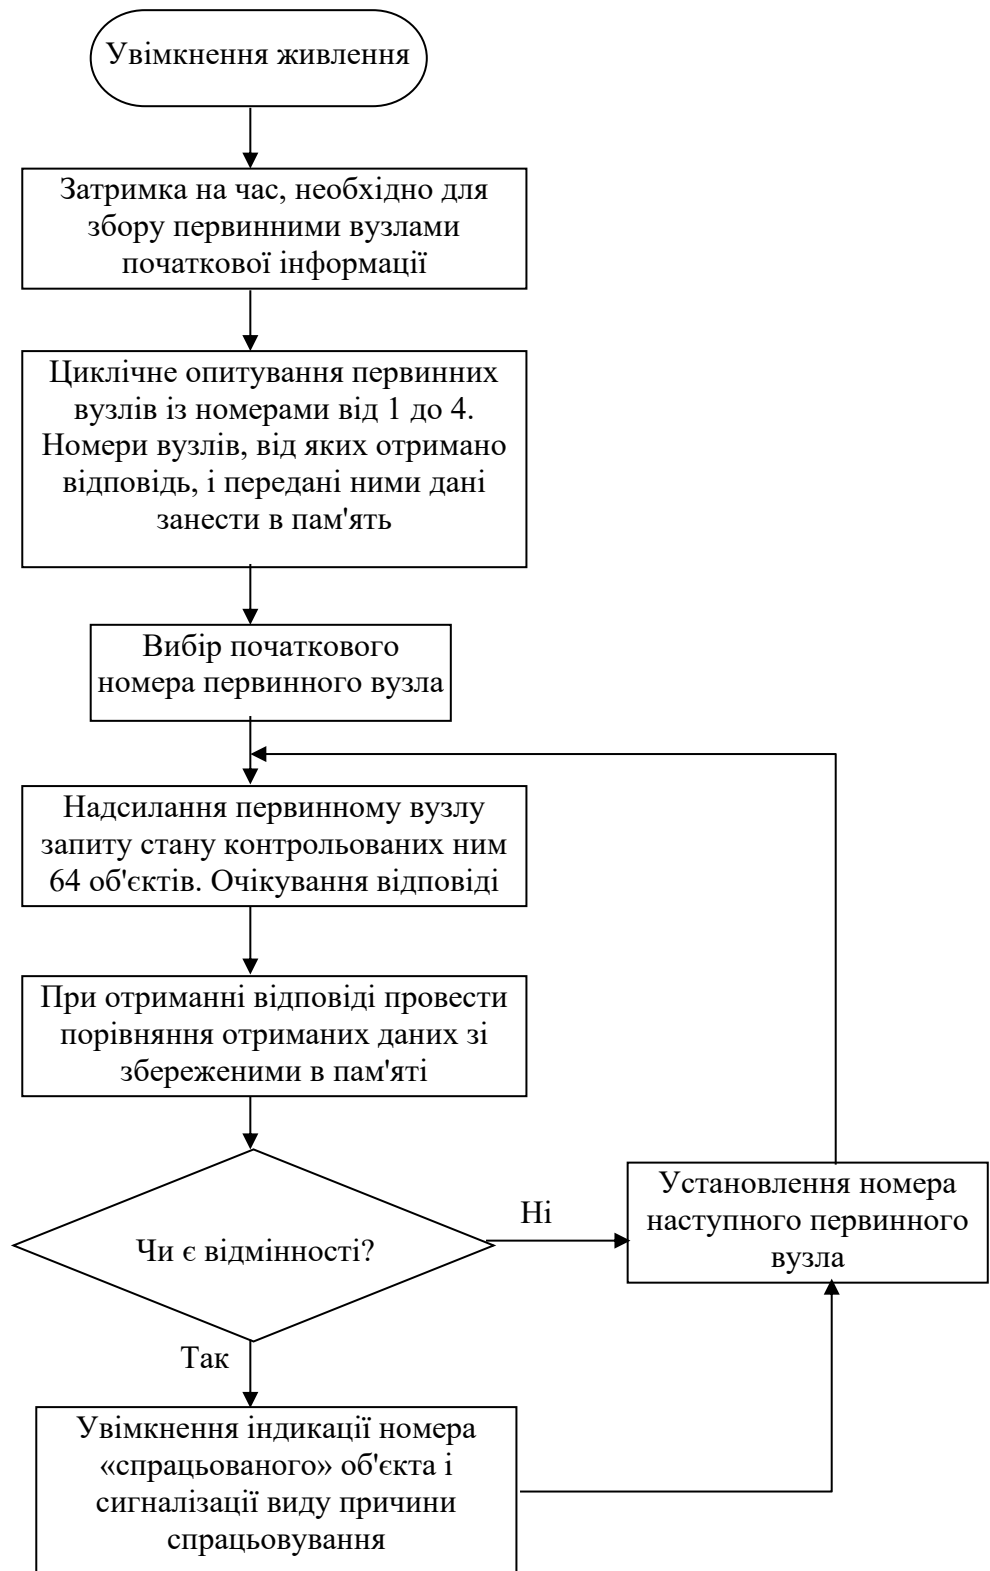 Увімкнення живлення
Затримка на час, необхідно для
збору первинними вузлами
початкової інформації
Циклічне опитування первинних
вузлів із номерами від 1 до 4.
Номери вузлів, від яких отримано
відповідь, і передані ними дані
занести в пам'ять
Вибір початкового
номера первинного вузла
Надсилання первинному вузлу
запиту стану контрольованих ним
64 об'єктів. Очікування відповіді
При отриманні відповіді провести
порівняння отриманих даних зі
збереженими в пам'яті
Чи є відмінності?
Ні
Установлення номера
наступного первинного
вузла
Так
Увімкнення індикації номера
«спрацьованого» об'єкта і
сигналізації виду причини
спрацьовування